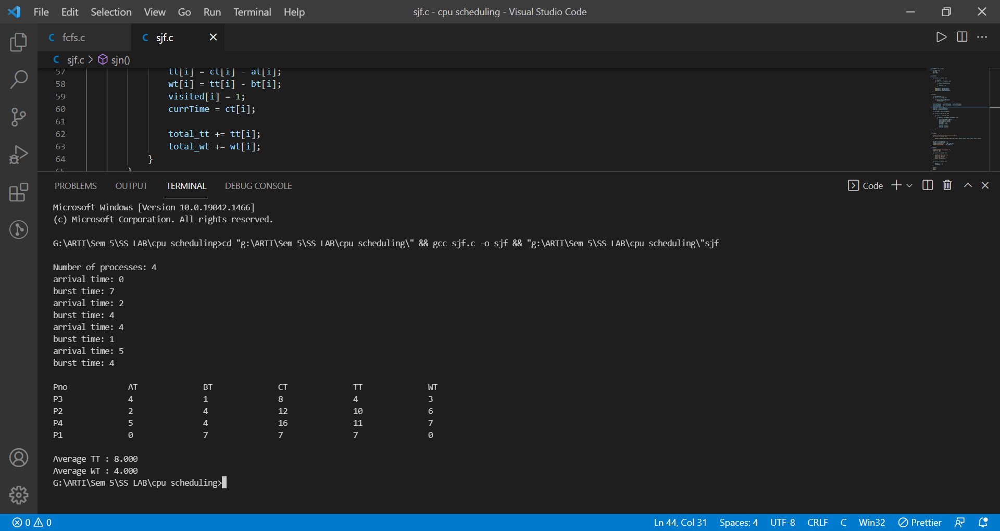 File Edit Selection View Go Run Terminal Help sjf.c - cpu scheduling - Visual Studio Code
C fcfs.c C sjf.c
C sjf.c > sjn()
57 tt[i] = ct[i] - at[i];
58 wt[i] = tt[i] - bt[i];
59 visited[i] = 1;
60 currTime = ct[i];
61
62 total_tt += tt[i];
63 total_wt += wt[i];
64 }
65 }
PROBLEMS OUTPUT TERMINAL DEBUG CONSOLE Code
Microsoft Windows [Version 10.0.19042.1466]
(c) Microsoft Corporation. All rights reserved.
G:\ARTI\Sem 5\SS LAB\cpu scheduling>cd "g:\ARTI\Sem 5\SS LAB\cpu scheduling\" && gcc sjf.c -o sjf && "g:\ARTI\Sem 5\SS LAB\cpu scheduling\"sjf
Number of processes: 4
arrival time: 0
burst time: 7
arrival time: 2
burst time: 4
arrival time: 4
burst time: 1
arrival time: 5
burst time: 4
Pno AT BT CT TT WT
P3 4 1 8 4 3
P2 2 4 12 10 6
P4 5 4 16 11 7
P1 0 7 7 7 0
Average TT : 8.000
Average WT : 4.000
G:\ARTI\Sem 5\SS LAB\cpu scheduling>
0 0 Ln 44, Col 31 Spaces: 4 UTF-8 CRLF C Win32 Prettier